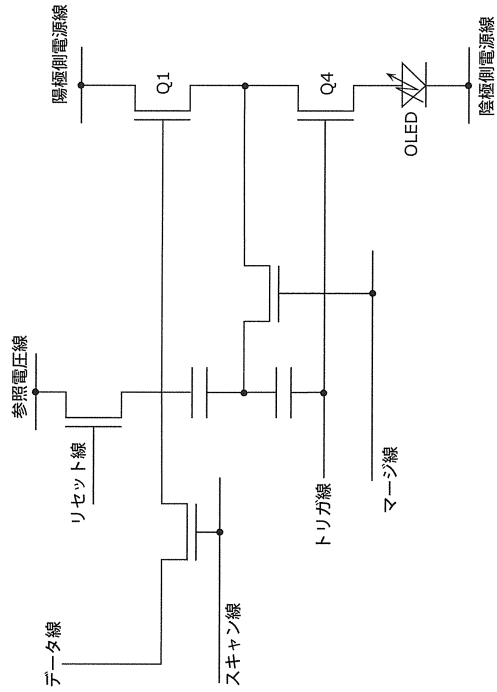 陽極側電源線
Q1
Q4
OLED
陰極側電源線
参照電圧線
リセット線
トリガ線
マージ線
データ線
スキャン線